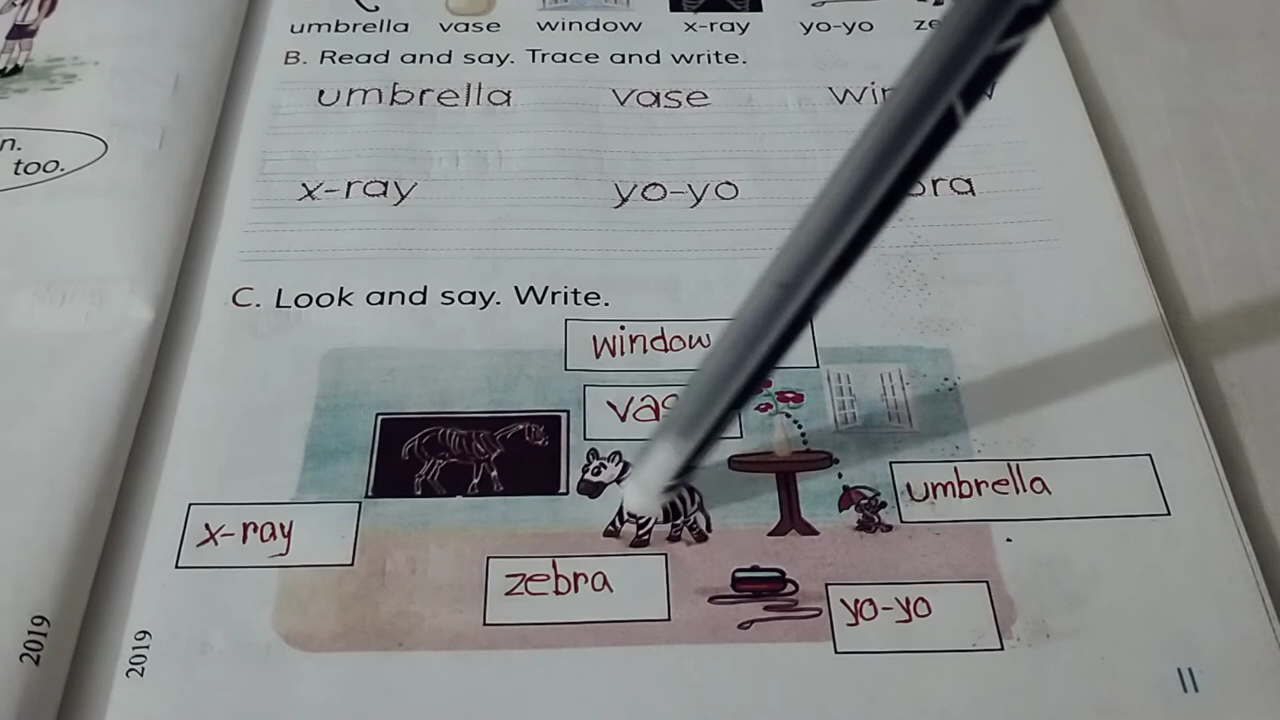 umbrella vase window x-ray yo-yo
B. Read and say. Trace and write.
umbrella vase
n.
too.
x-ray yo-yo
C. Look and say. Write.
window
umbrella
x-ray
zebra
yo-yo
2019
2019
11